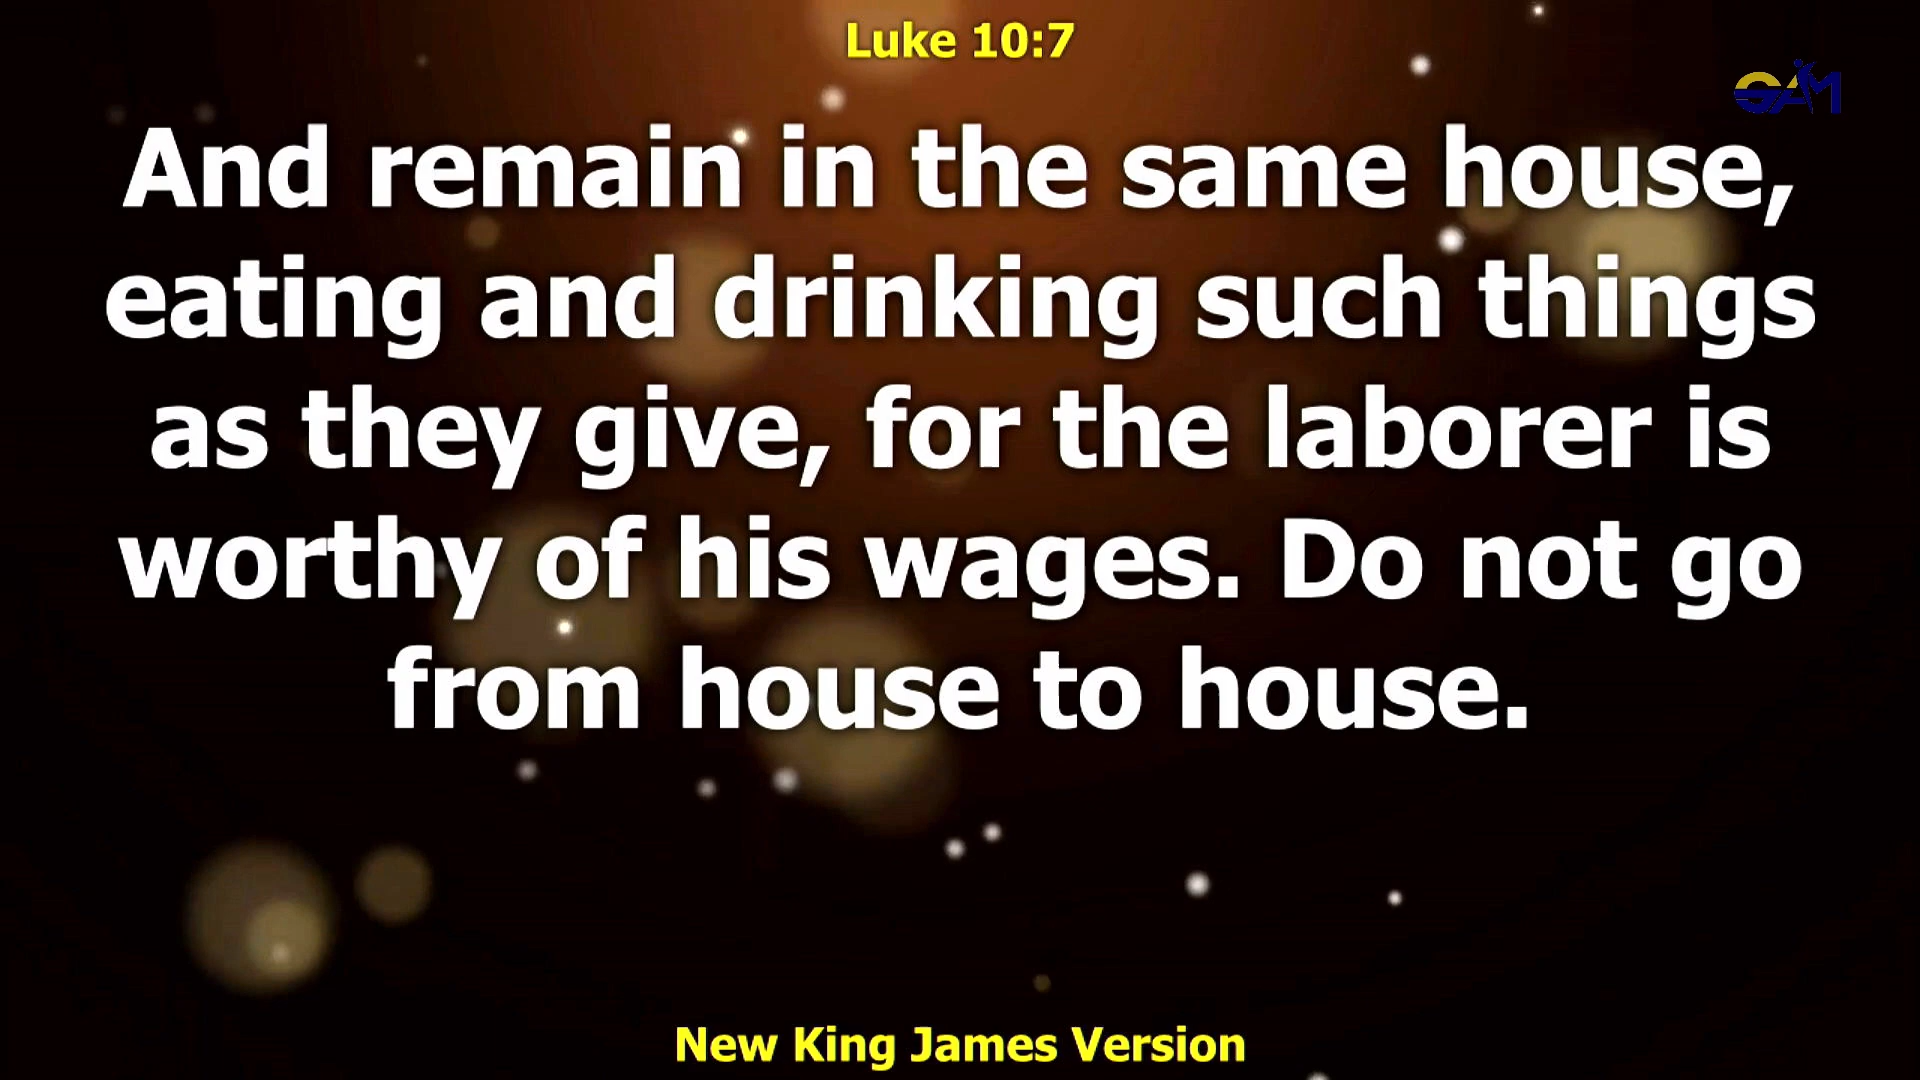 Luke 10:7
GAM
And remain in the same house,
eating and drinking such things
as they give, for the laborer is
worthy of his wages. Do not go
from house to house.
New King James Version